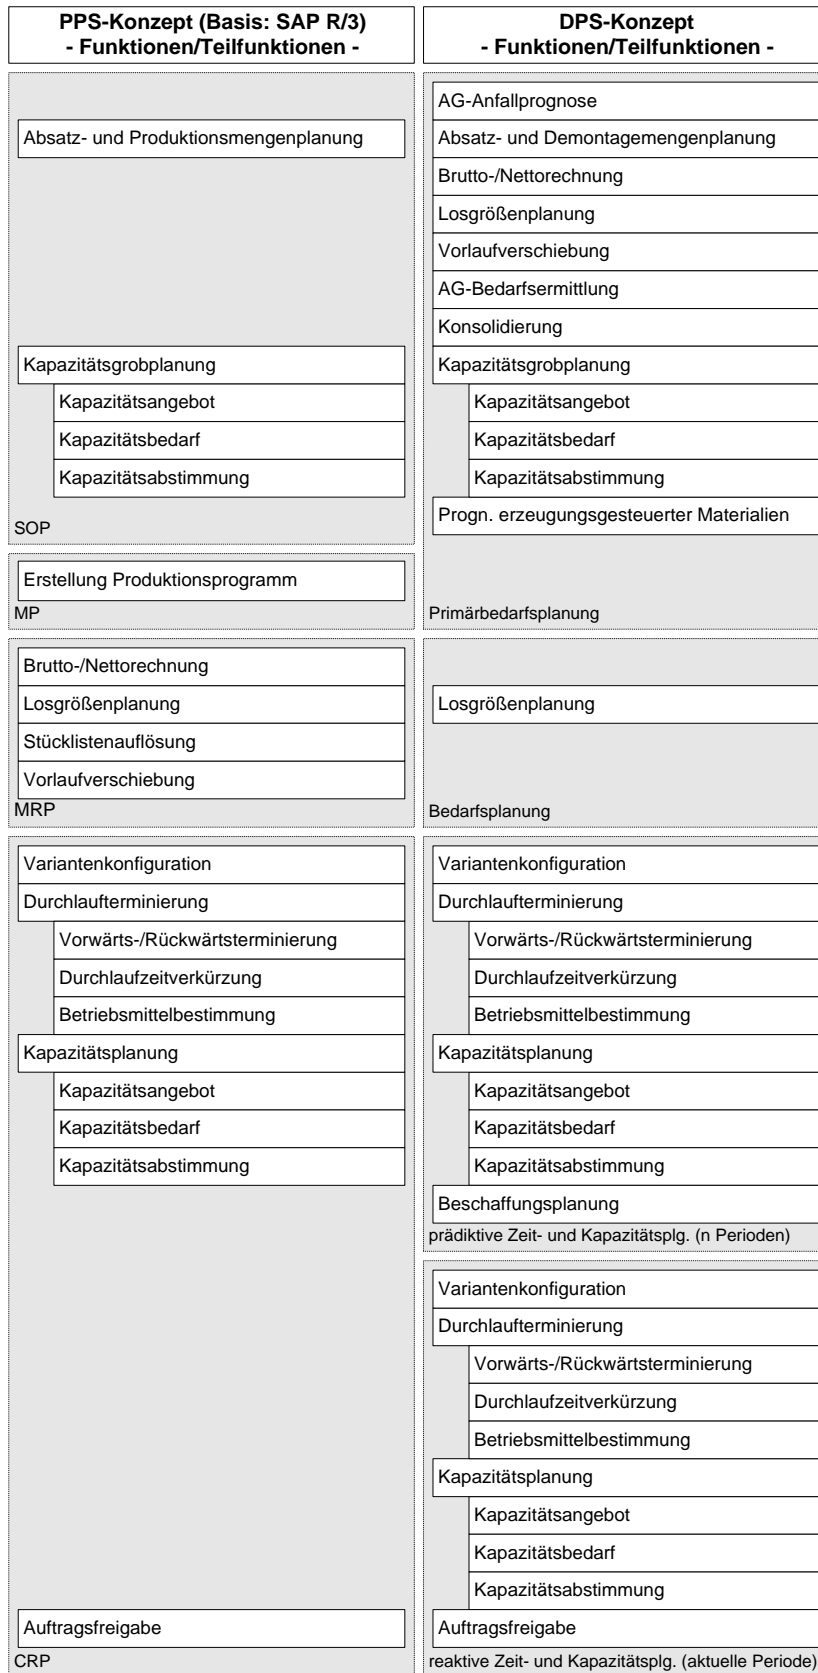 PPS-Konzept (Basis: SAP R/3)
- Funktionen/Teilfunktionen -
Absatz- und Produktionsmengenplanung
Kapazitätsgrobplanung
Kapazitätsangebot
Kapazitätsbedarf
Kapazitätsabstimmung
SOP
Erstellung Produktionsprogramm
MP
Brutto-/Nettorechnung
Losgrößenplanung
Stücklistenauflösung
Vorlaufverschiebung
MRP
Variantenkonfiguration
Durchlaufterminierung
Vorwärts-/Rückwärtsterminierung
Durchlaufzeitverkürzung
Betriebsmittelbestimmung
Kapazitätsplanung
Kapazitätsangebot
Kapazitätsbedarf
Kapazitätsabstimmung
Auftragsfreigabe
CRP
DPS-Konzept
- Funktionen/Teilfunktionen -
AG-Anfallprognose
Absatz- und Demontagemengenplanung
Brutto-/Nettorechnung
Losgrößenplanung
Vorlaufverschiebung
AG-Bedarfsermittlung
Konsolidierung
Kapazitätsgrobplanung
Kapazitätsangebot
Kapazitätsbedarf
Kapazitätsabstimmung
Progn. erzeugungsgesteuerter Materialien
Primärbedarfsplanung
Losgrößenplanung
Bedarfsplanung
Variantenkonfiguration
Durchlaufterminierung
Vorwärts-/Rückwärtsterminierung
Durchlaufzeitverkürzung
Betriebsmittelbestimmung
Kapazitätsplanung
Kapazitätsangebot
Kapazitätsbedarf
Kapazitätsabstimmung
Beschaffungsplanung
prädiktive Zeit- und Kapazitätsplg. (n Perioden)
Variantenkonfiguration
Durchlaufterminierung
Vorwärts-/Rückwärtsterminierung
Durchlaufzeitverkürzung
Betriebsmittelbestimmung
Kapazitätsplanung
Kapazitätsangebot
Kapazitätsbedarf
Kapazitätsabstimmung
Auftragsfreigabe
reaktive Zeit- und Kapazitätsplg. (aktuelle Periode)